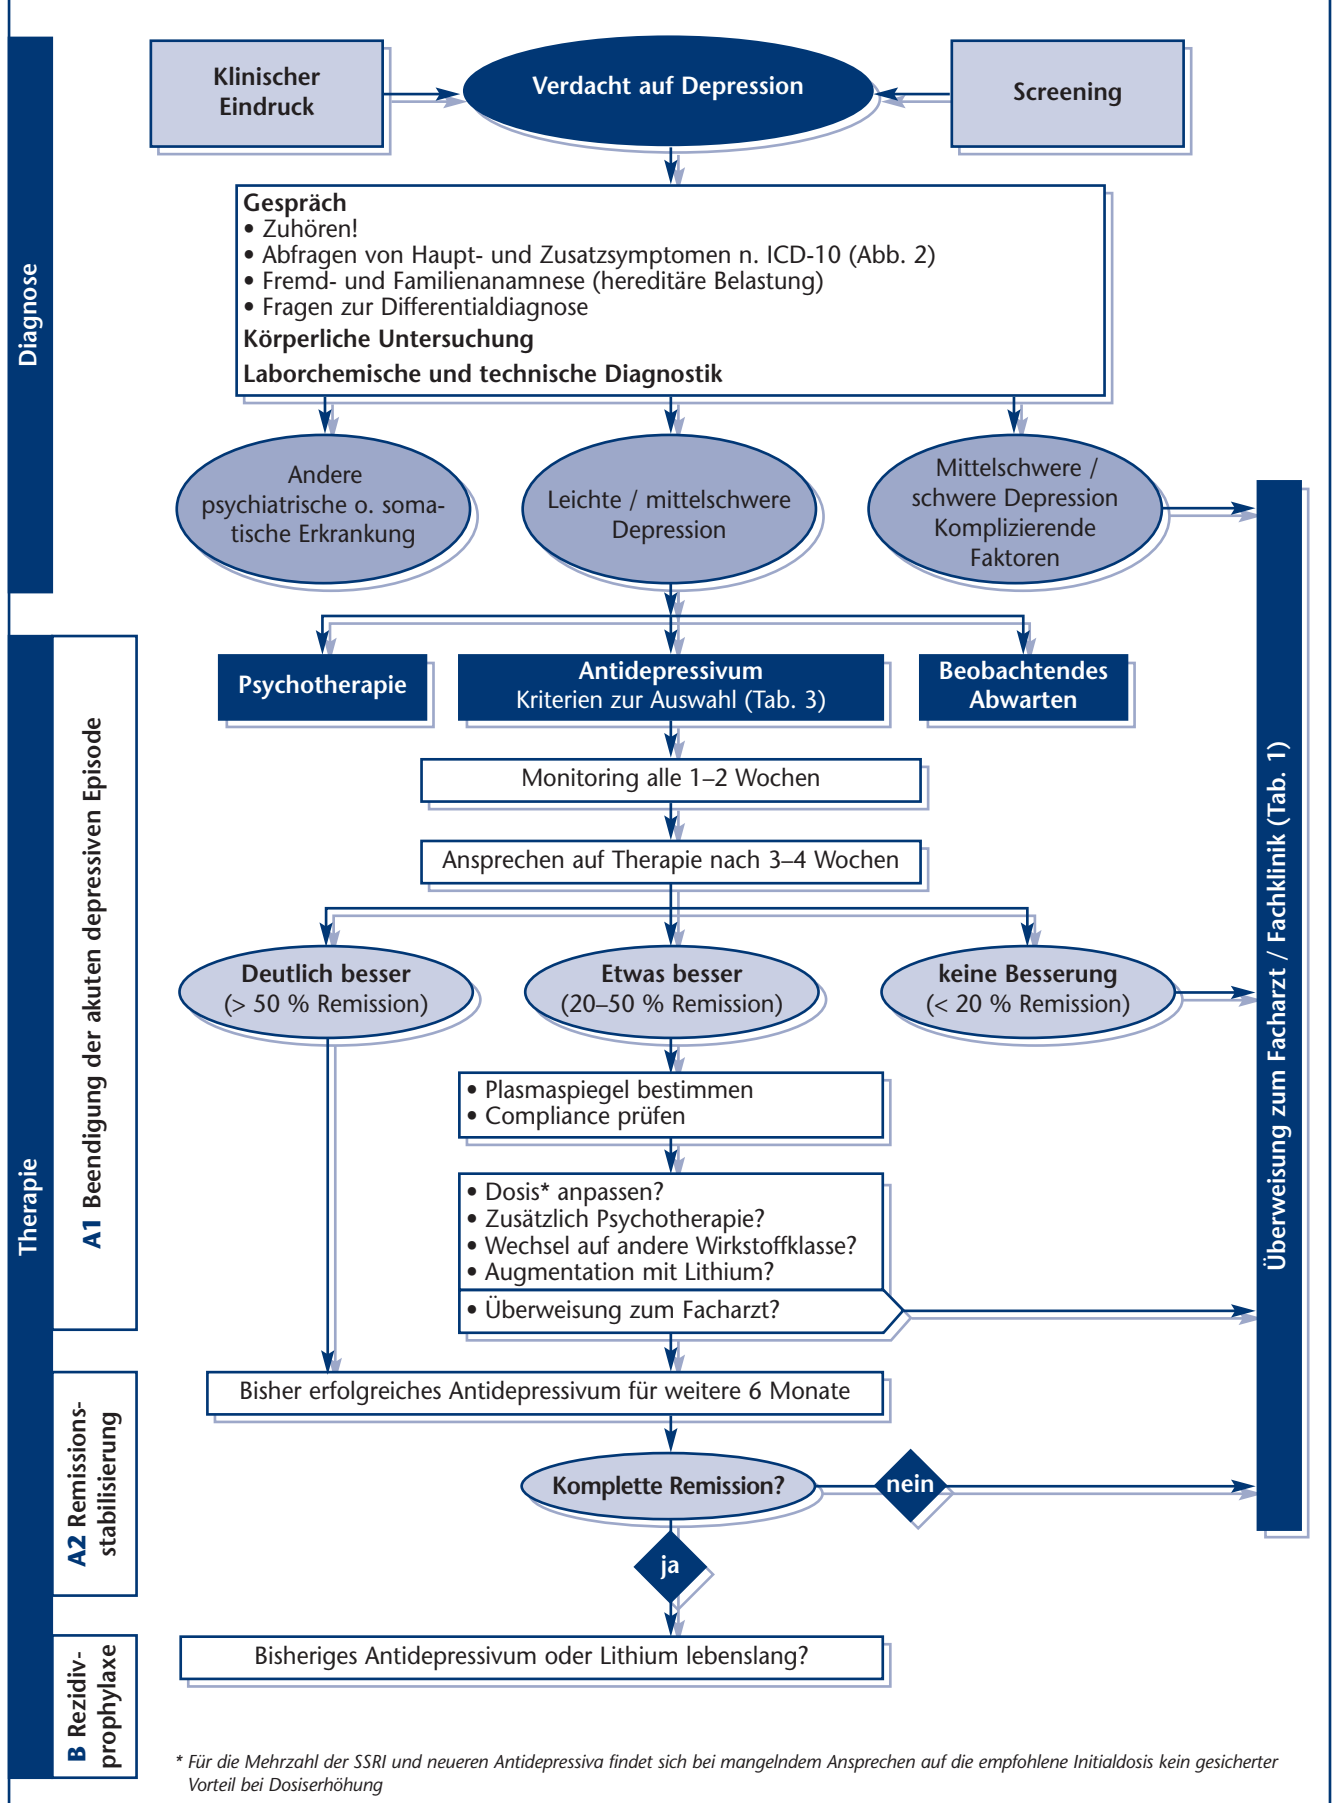 Klinischer
Eindruck
Verdacht auf Depression
Screening
Diagnose
Gespräch
• Zuhören!
• Abfragen von Haupt- und Zusatzsymptomen n. ICD-10 (Abb. 2)
• Fremd- und Familienanamnese (hereditäre Belastung)
• Fragen zur Differentialdiagnose
Körperliche Untersuchung
Laborchemische und technische Diagnostik
Andere
psychiatrische o. soma-
tische Erkrankung
Leichte / mittelschwere
Depression
Mittelschwere /
schwere Depression
Komplizierende
Faktoren
Überweisung zum Facharzt / Fachklinik (Tab. 1)
Therapie
A1 Beendigung der akuten depressiven Episode
Psychotherapie
Antidepressivum
Kriterien zur Auswahl (Tab. 3)
Beobachtendes
Abwarten
Monitoring alle 1–2 Wochen
Ansprechen auf Therapie nach 3–4 Wochen
Deutlich besser
(> 50 % Remission)
Etwas besser
(20–50 % Remission)
keine Besserung
(< 20 % Remission)
• Plasmaspiegel bestimmen
• Compliance prüfen
• Dosis* anpassen?
• Zusätzlich Psychotherapie?
• Wechsel auf andere Wirkstoffklasse?
• Augmentation mit Lithium?
• Überweisung zum Facharzt?
A2 Remissions-
stabilisierung
Bisher erfolgreiches Antidepressivum für weitere 6 Monate
Komplette Remission?
nein
ja
B Rezidiv-
prophylaxe
Bisheriges Antidepressivum oder Lithium lebenslang?
* Für die Mehrzahl der SSRI und neueren Antidepressiva findet sich bei mangelndem Ansprechen auf die empfohlene Initialdosis kein gesicherter
Vorteil bei Dosiserhöhung